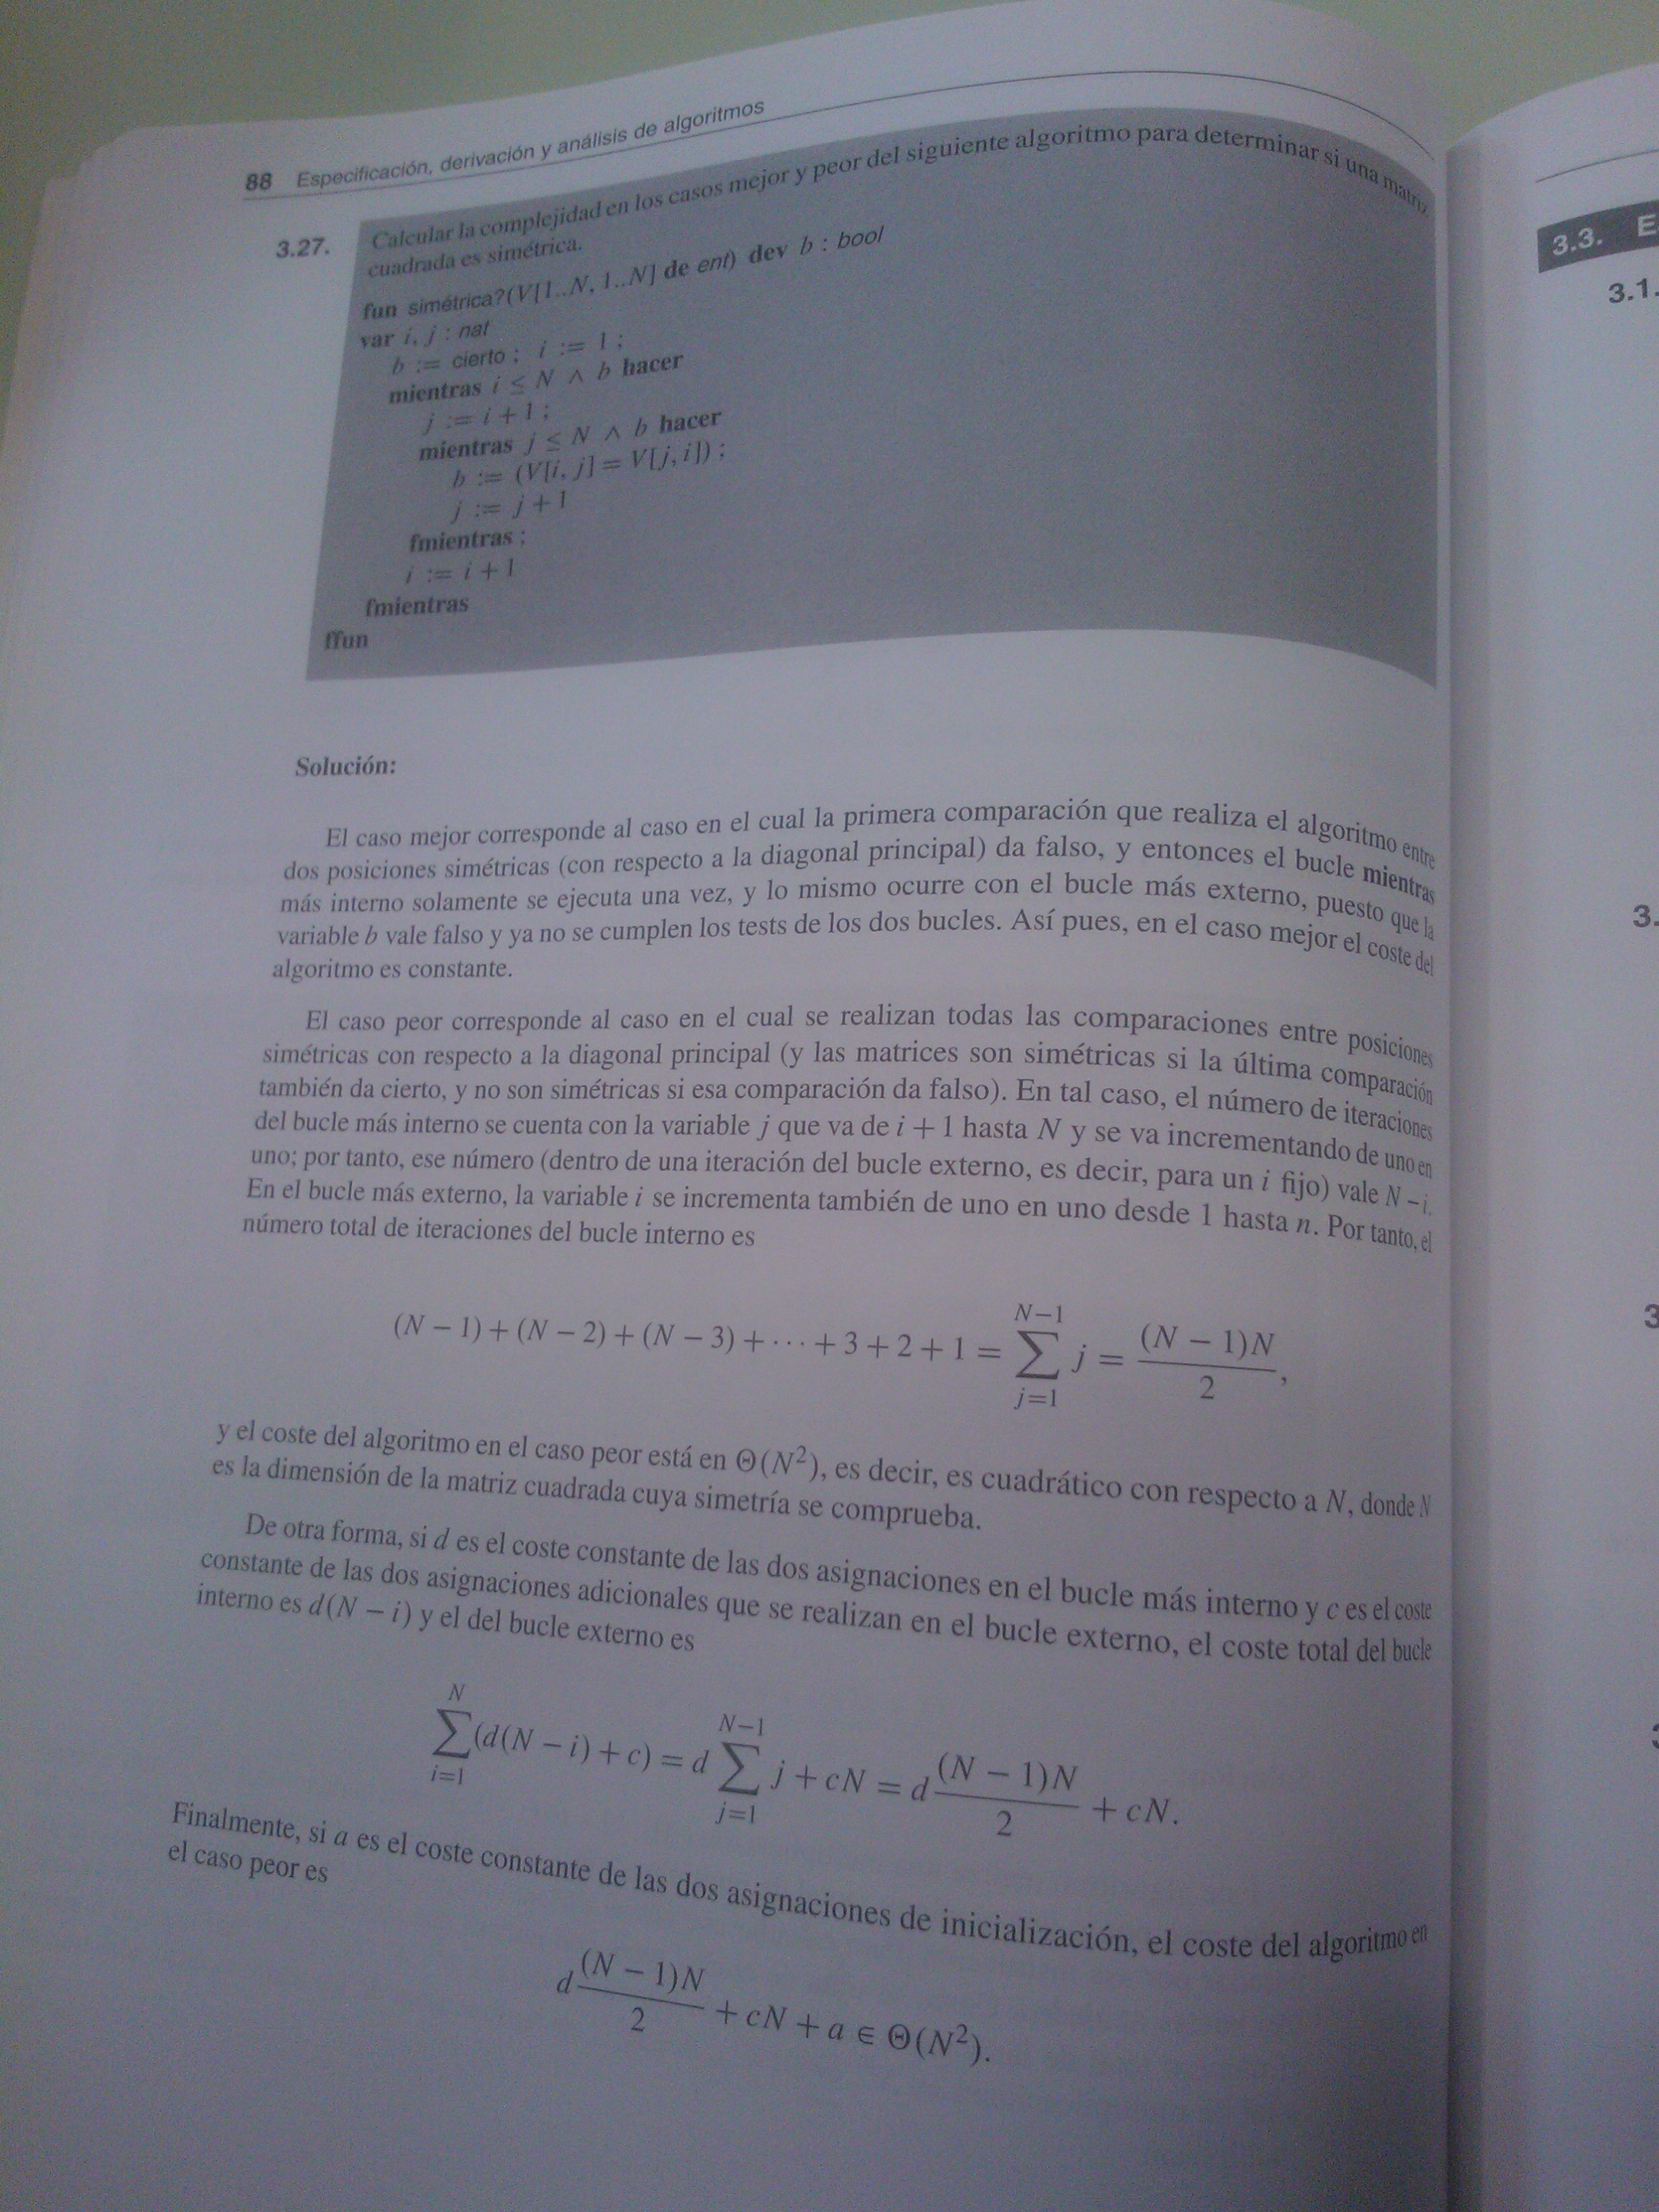 88 Especificación, derivación y análisis de algoritmos
3.27. Calcular la complejidad en los casos mejor y peor del siguiente algoritmo para determinar si una matriz
cuadrada es simétrica.
fun simétrica?(V[1..N, 1..N] de ent) dev b : bool
var i, j : nat
b := cierto ; i := 1 ;
mientras i ≤ N ∧ b hacer
j := i + 1 ;
mientras j ≤ N ∧ b hacer
b := (V[i, j] = V[j, i]) ;
j := j + 1
fmientras ;
i := i + 1
fmientras
ffun
Solución:
El caso mejor corresponde al caso en el cual la primera comparación que realiza el algoritmo entre
dos posiciones simétricas (con respecto a la diagonal principal) da falso, y entonces el bucle mientras
más interno solamente se ejecuta una vez, y lo mismo ocurre con el bucle más externo, puesto que la
variable b vale falso y ya no se cumplen los tests de los dos bucles. Así pues, en el caso mejor el coste del
algoritmo es constante.
El caso peor corresponde al caso en el cual se realizan todas las comparaciones entre posiciones
simétricas con respecto a la diagonal principal (y las matrices son simétricas si la última comparación
también da cierto, y no son simétricas si esa comparación da falso). En tal caso, el número de iteraciones
del bucle más interno se cuenta con la variable j que va de i + 1 hasta N y se va incrementando de uno en
uno; por tanto, ese número (dentro de una iteración del bucle externo, es decir, para un i fijo) vale N − i.
En el bucle más externo, la variable i se incrementa también de uno en uno desde 1 hasta n. Por tanto, el
número total de iteraciones del bucle interno es
(N − 1) + (N − 2) + (N − 3) + ··· + 3 + 2 + 1 = ∑_{j=1}^{N−1} j = (N − 1)N / 2,
y el coste del algoritmo en el caso peor está en Θ(N²), es decir, es cuadrático con respecto a N, donde N
es la dimensión de la matriz cuadrada cuya simetría se comprueba.
De otra forma, si d es el coste constante de las dos asignaciones en el bucle más interno y c es el coste
constante de las dos asignaciones adicionales que se realizan en el bucle externo, el coste total del bucle
interno es d(N − i) y el del bucle externo es
∑_{i=1}^{N} (d(N − i) + c) = d ∑_{j=1}^{N−1} j + cN = d (N − 1)N / 2 + cN.
Finalmente, si a es el coste constante de las dos asignaciones de inicialización, el coste del algoritmo en
el caso peor es
d (N − 1)N / 2 + cN + a ∈ Θ(N²).
3.3. E
3.1.
3.
3